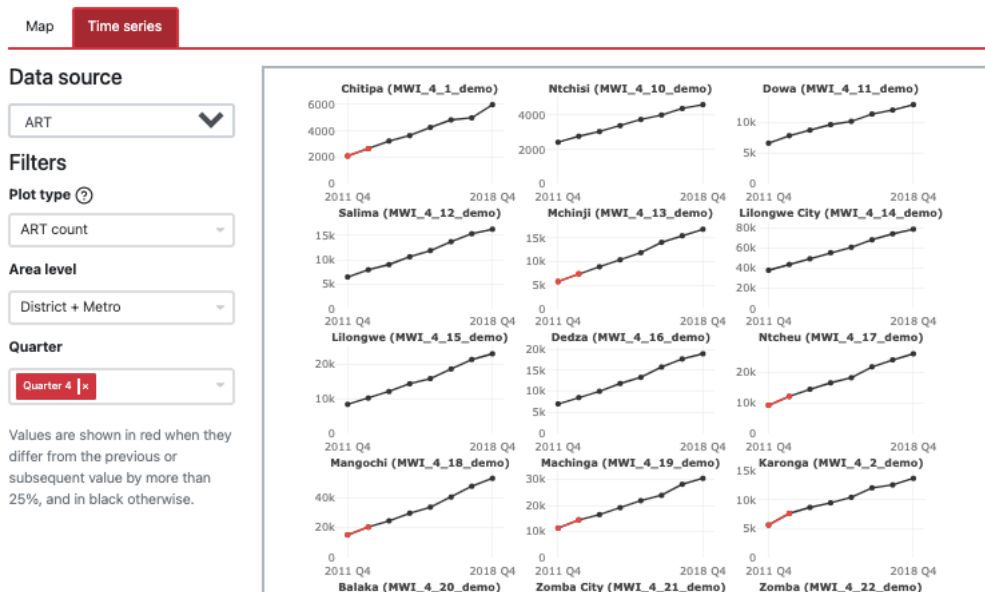 Map
Time series
Data source
ART
Filters
Plot type ?
ART count
Area level
District + Metro
Quarter
Quarter 4 ×
Values are shown in red when they
differ from the previous or
subsequent value by more than
25%, and in black otherwise.
Chitipa (MWI_4_1_demo)
6000
4000
2000
0
2011 Q4
2018 Q4
Ntchisi (MWI_4_10_demo)
4000
2000
0
2011 Q4
2018 Q4
Dowa (MWI_4_11_demo)
10k
5k
0
2011 Q4
2018 Q4
Salima (MWI_4_12_demo)
15k
10k
5k
0
2011 Q4
2018 Q4
Mchinji (MWI_4_13_demo)
15k
10k
5k
0
2011 Q4
2018 Q4
Lilongwe City (MWI_4_14_demo)
80k
60k
40k
20k
0
2011 Q4
2018 Q4
Lilongwe (MWI_4_15_demo)
20k
10k
0
2011 Q4
2018 Q4
Dedza (MWI_4_16_demo)
20k
15k
10k
5k
0
2011 Q4
2018 Q4
Ntcheu (MWI_4_17_demo)
20k
10k
0
2011 Q4
2018 Q4
Mangochi (MWI_4_18_demo)
40k
20k
0
2011 Q4
2018 Q4
Machinga (MWI_4_19_demo)
30k
20k
10k
0
2011 Q4
2018 Q4
Karonga (MWI_4_2_demo)
15k
10k
5k
0
2011 Q4
2018 Q4
Balaka (MWI_4_20_demo)
Zomba City (MWI_4_21_demo)
Zomba (MWI_4_22_demo)